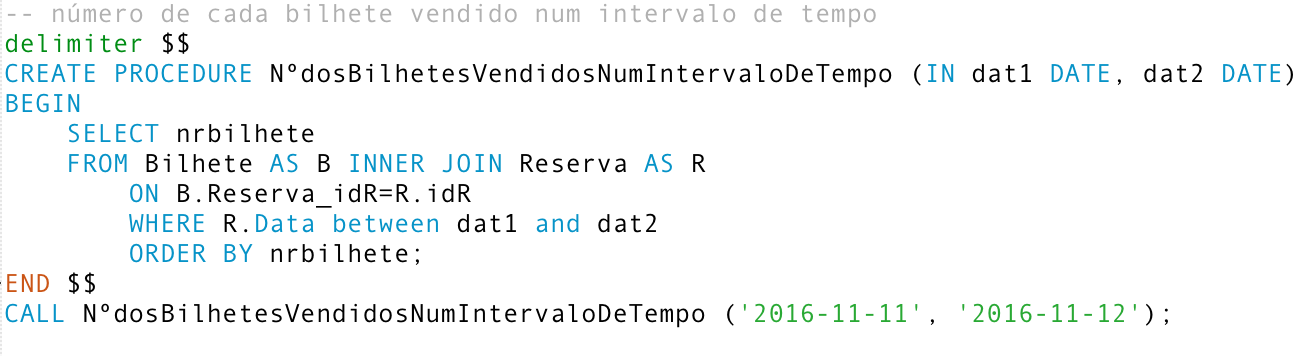 -- número de cada bilhete vendido num intervalo de tempo
delimiter $$
CREATE PROCEDURE NºdosBilhetesVendidosNumIntervaloDeTempo (IN dat1 DATE, dat2 DATE)
BEGIN
    SELECT nrbilhete
    FROM Bilhete AS B INNER JOIN Reserva AS R
        ON B.Reserva_idR=R.idR
        WHERE R.Data between dat1 and dat2
        ORDER BY nrbilhete;
END $$
CALL NºdosBilhetesVendidosNumIntervaloDeTempo ('2016-11-11', '2016-11-12');